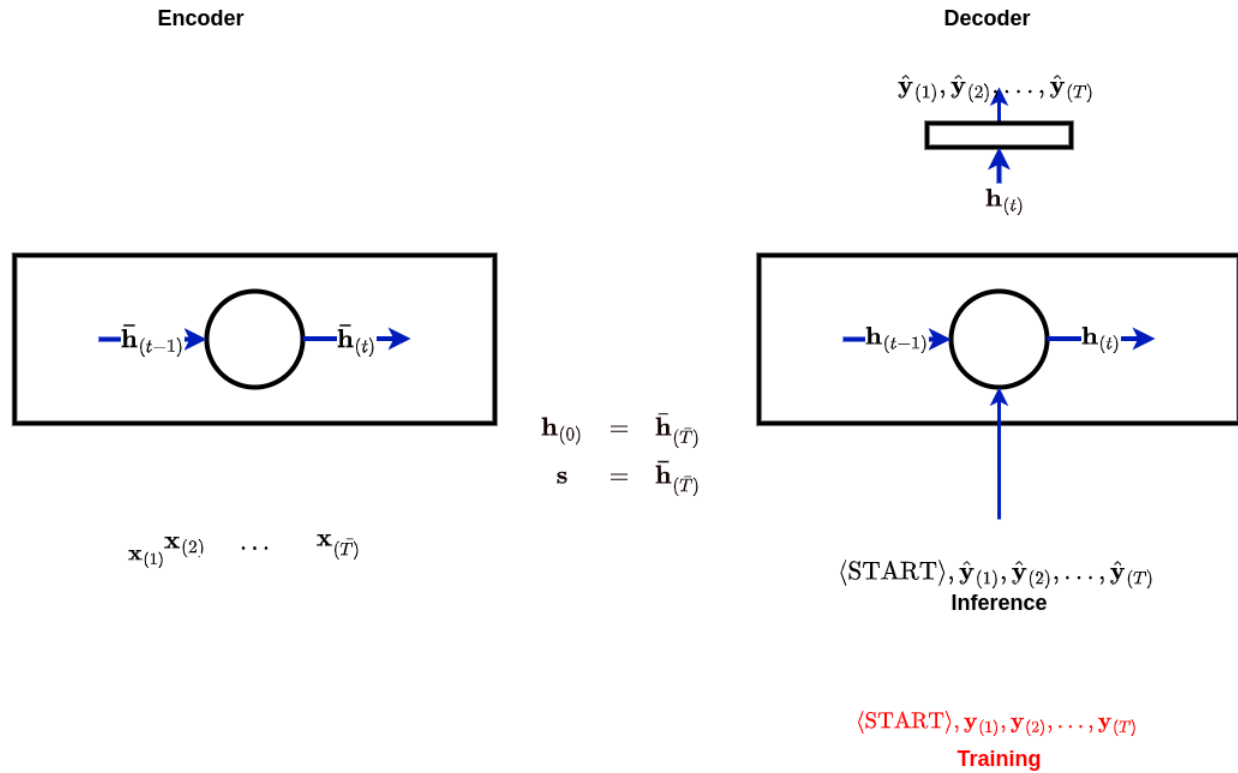 Encoder
Decoder
ŷ₍₁₎, ŷ₍₂₎, . . . , ŷ₍T₎
h₍t₎
h̄₍t−1₎ h̄₍t₎
h₍t−1₎ h₍t₎
h₍₀₎ = h̄₍T̄₎
s = h̄₍T̄₎
x₍₁₎ x₍₂₎ . . . x₍T̄₎
⟨START⟩, ŷ₍₁₎, ŷ₍₂₎, . . . , ŷ₍T₎
Inference
⟨START⟩, y₍₁₎, y₍₂₎, . . . , y₍T₎
Training